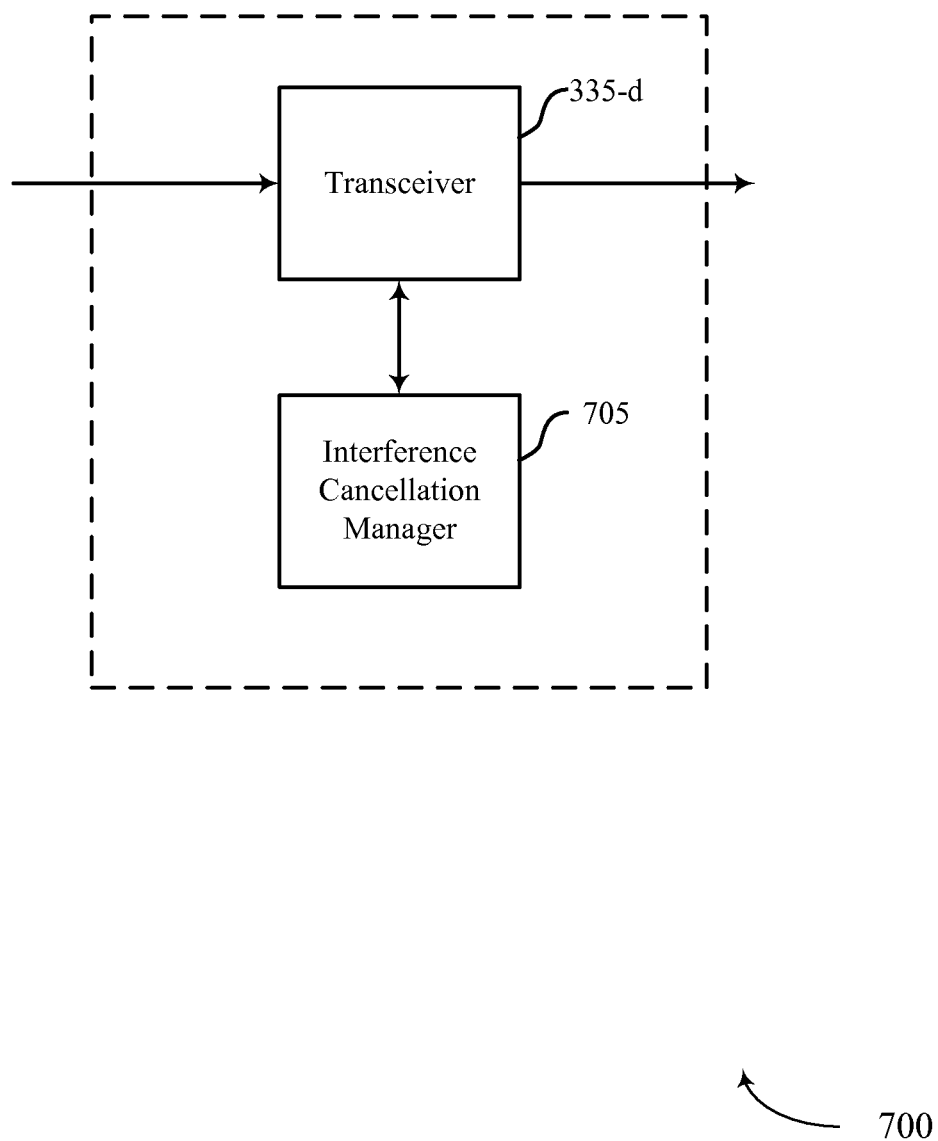 335-d
Transceiver
705
Interference
Cancellation
Manager
700